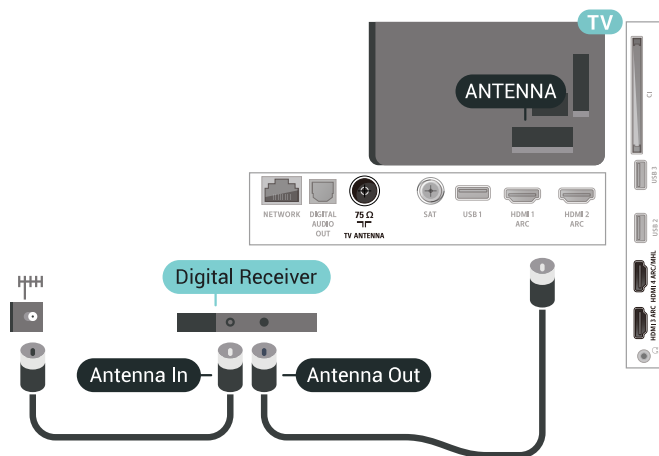 TV
ANTENNA
CI
USB 3
USB 2
HDMI 4 ARC/MHL
HDMI 3 ARC
NETWORK
DIGITAL
AUDIO
OUT
75 Ω
TV ANTENNA
SAT
USB 1
HDMI 1
ARC
HDMI 2
ARC
Digital Receiver
Antenna In
Antenna Out